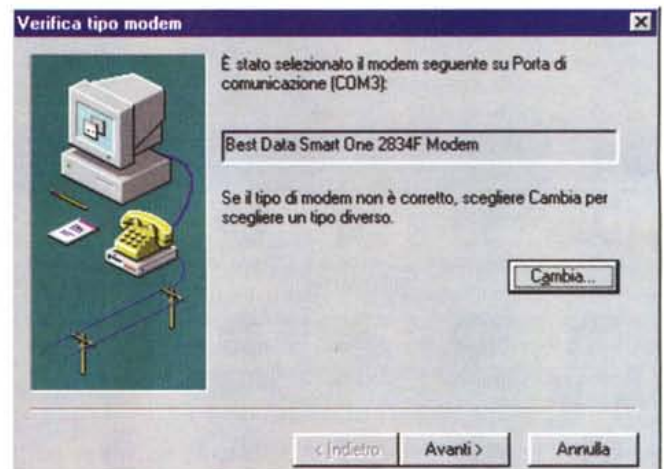 Verifica tipo modem
È stato selezionato il modem seguente su Porta di
comunicazione (COM3):
Best Data Smart One 2834F Modem
Se il tipo di modem non è corretto, scegliere Cambia per
scegliere un tipo diverso.
Cambia...
< Indietro
Avanti >
Annulla